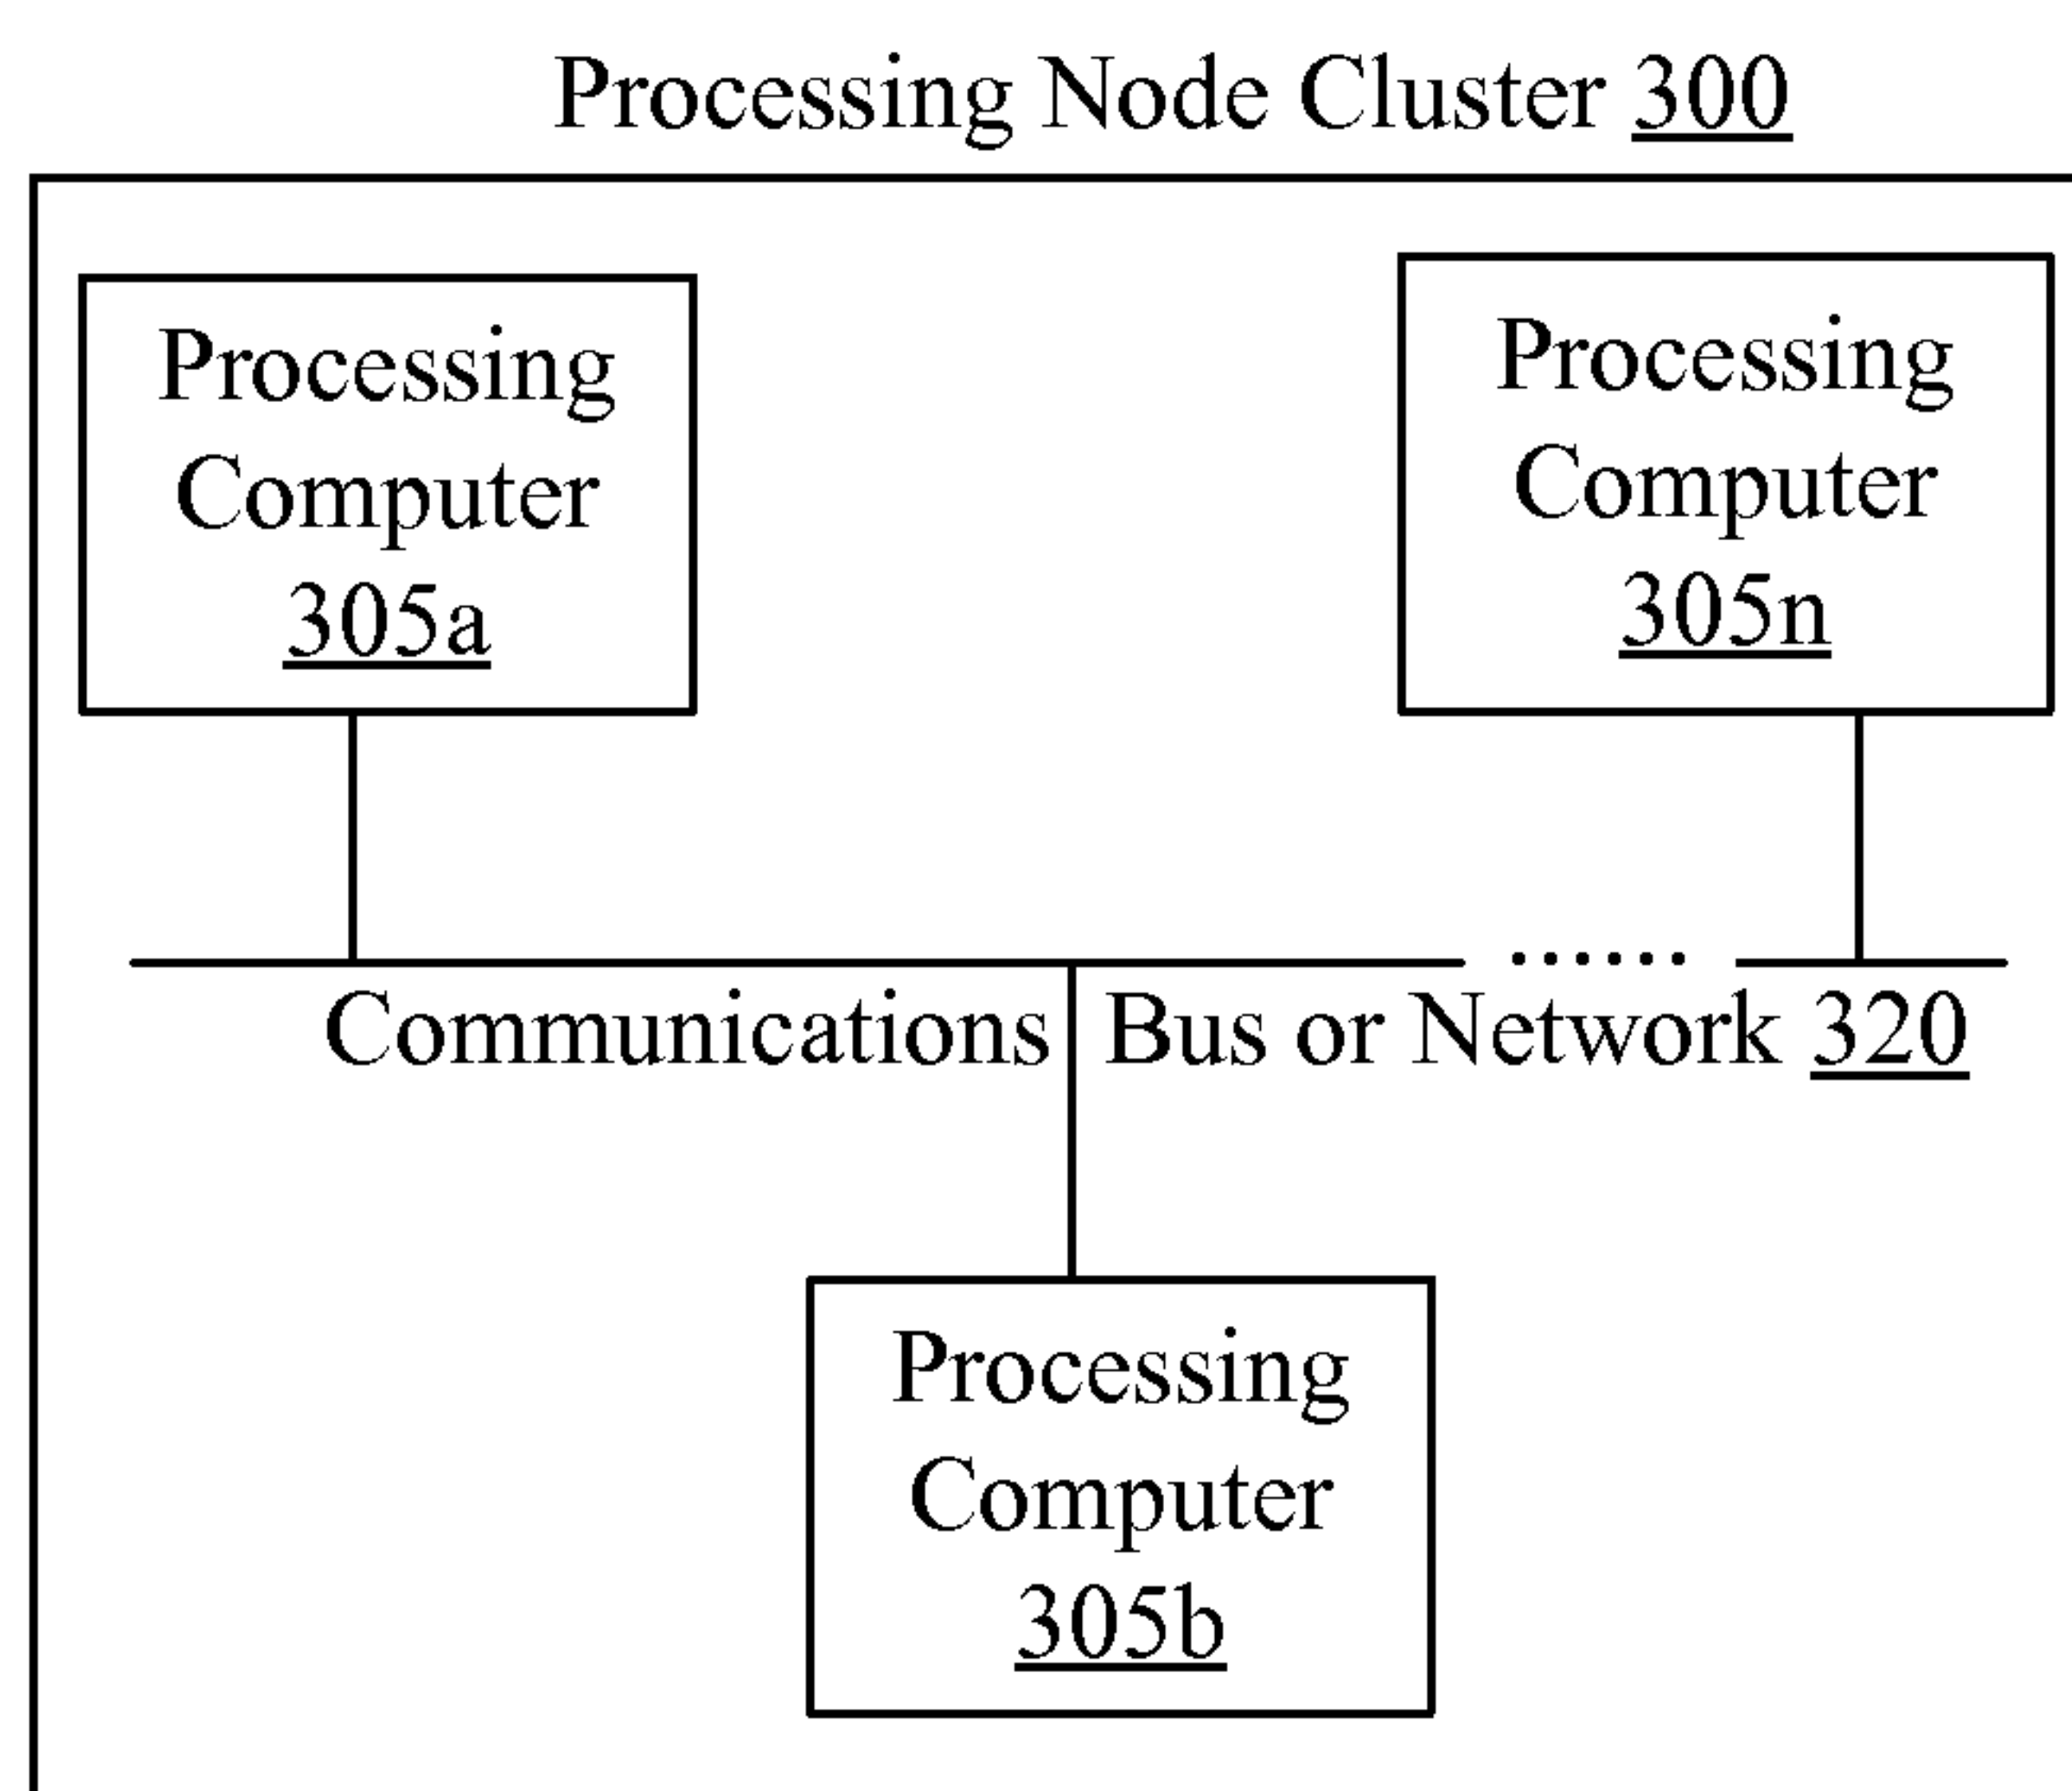 Processing Node Cluster 300
Processing
Computer
305a
Processing
Computer
305n
Communications Bus or Network 320
Processing
Computer
305b